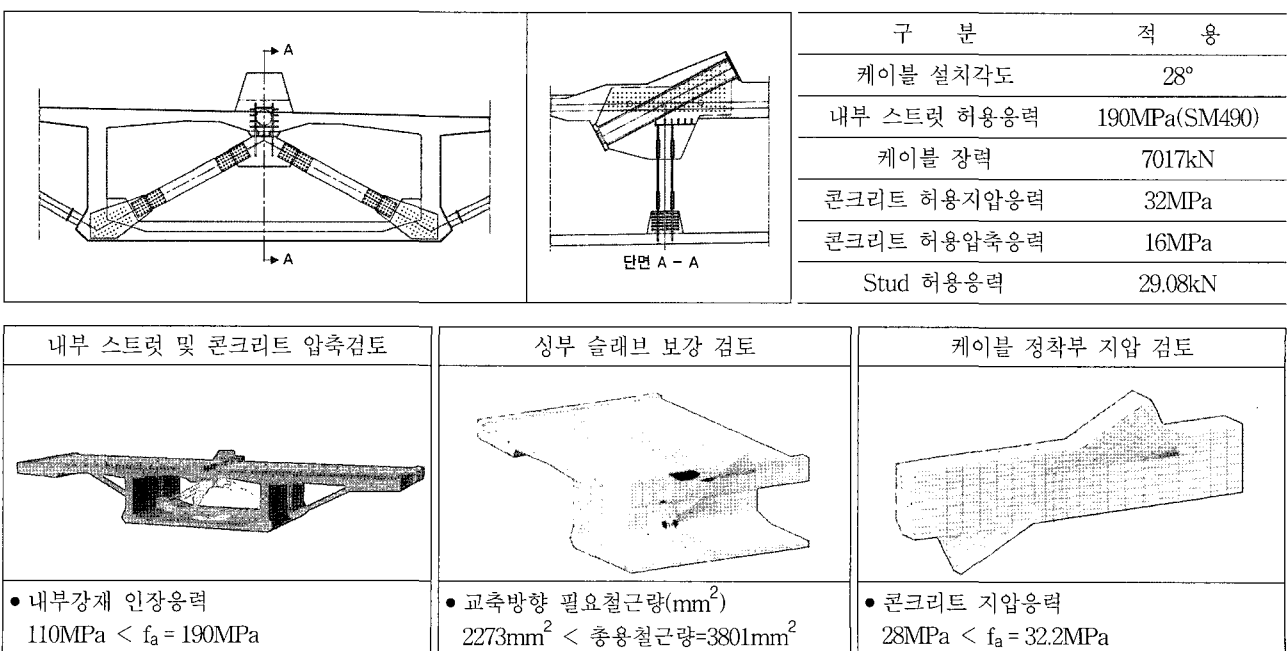 A
A
단면 A - A
구 분 적 용
케이블 설치각도 28°
내부 스트럿 허용응력 190MPa(SM490)
케이블 장력 7017kN
콘크리트 허용지압응력 32MPa
콘크리트 허용압축응력 16MPa
Stud 허용응력 29.08kN
내부 스트럿 및 콘크리트 압축검토
싱부 슬래브 보강 검토
케이블 정착부 지압 검토
• 내부강재 인장응력
110MPa < fa = 190MPa
• 교축방향 필요철근량(mm²)
2273mm² < 총용철근량=3801mm²
• 콘크리트 지압응력
28MPa < fa = 32.2MPa